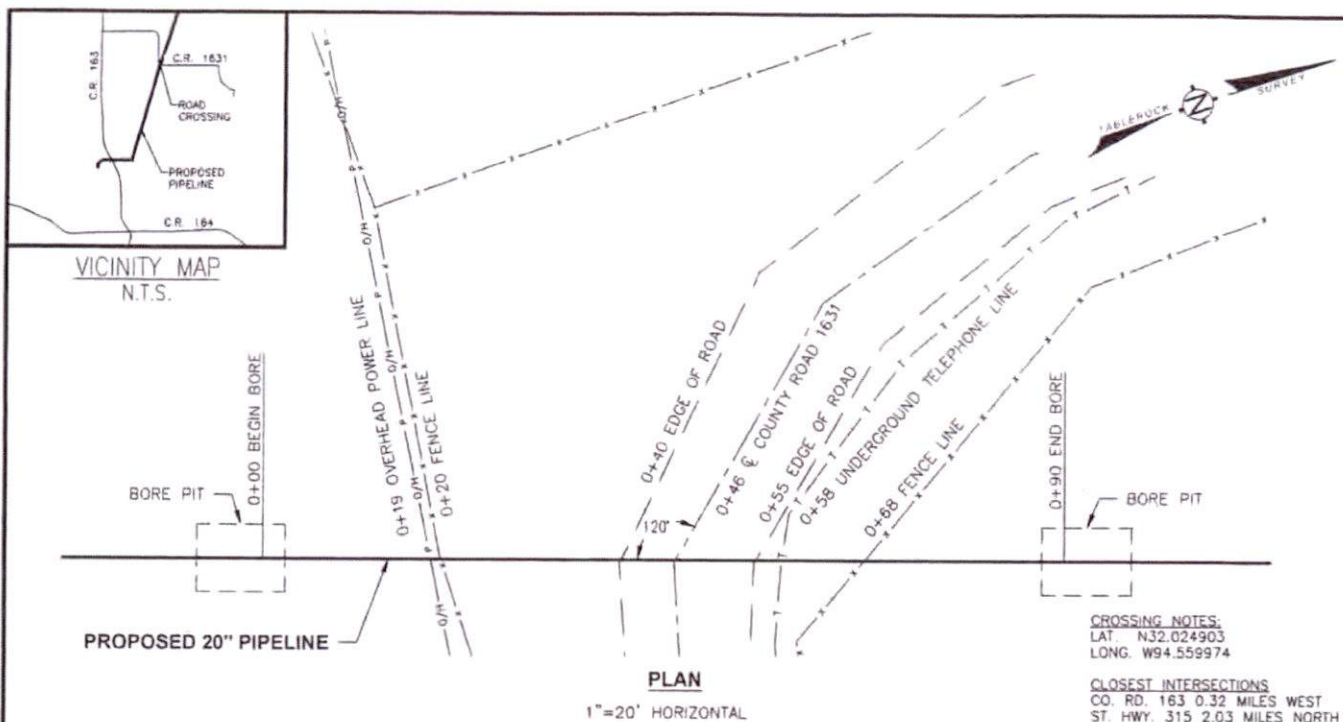 C.R. 163
C.R. 1631
ROAD
CROSSING
PROPOSED
PIPELINE
C.R. 164
VICINITY MAP
N.T.S.
TABLEROCK
N
SURVEY
BORE PIT
0+00 BEGIN BORE
0+19 OVERHEAD POWER LINE
0+20 FENCE LINE
0+40 EDGE OF ROAD
0+46 ℄ COUNTY ROAD 1631
0+55 EDGE OF ROAD
0+58 UNDERGROUND TELEPHONE LINE
0+68 FENCE LINE
0+90 END BORE
BORE PIT
120°
PROPOSED 20" PIPELINE
PLAN
1"=20' HORIZONTAL
CROSSING NOTES:
LAT. N32.024903
LONG. W94.559974
CLOSEST INTERSECTIONS
CO. RD. 163 0.32 MILES WEST
ST. HWY. 315 2.03 MILES NORTH